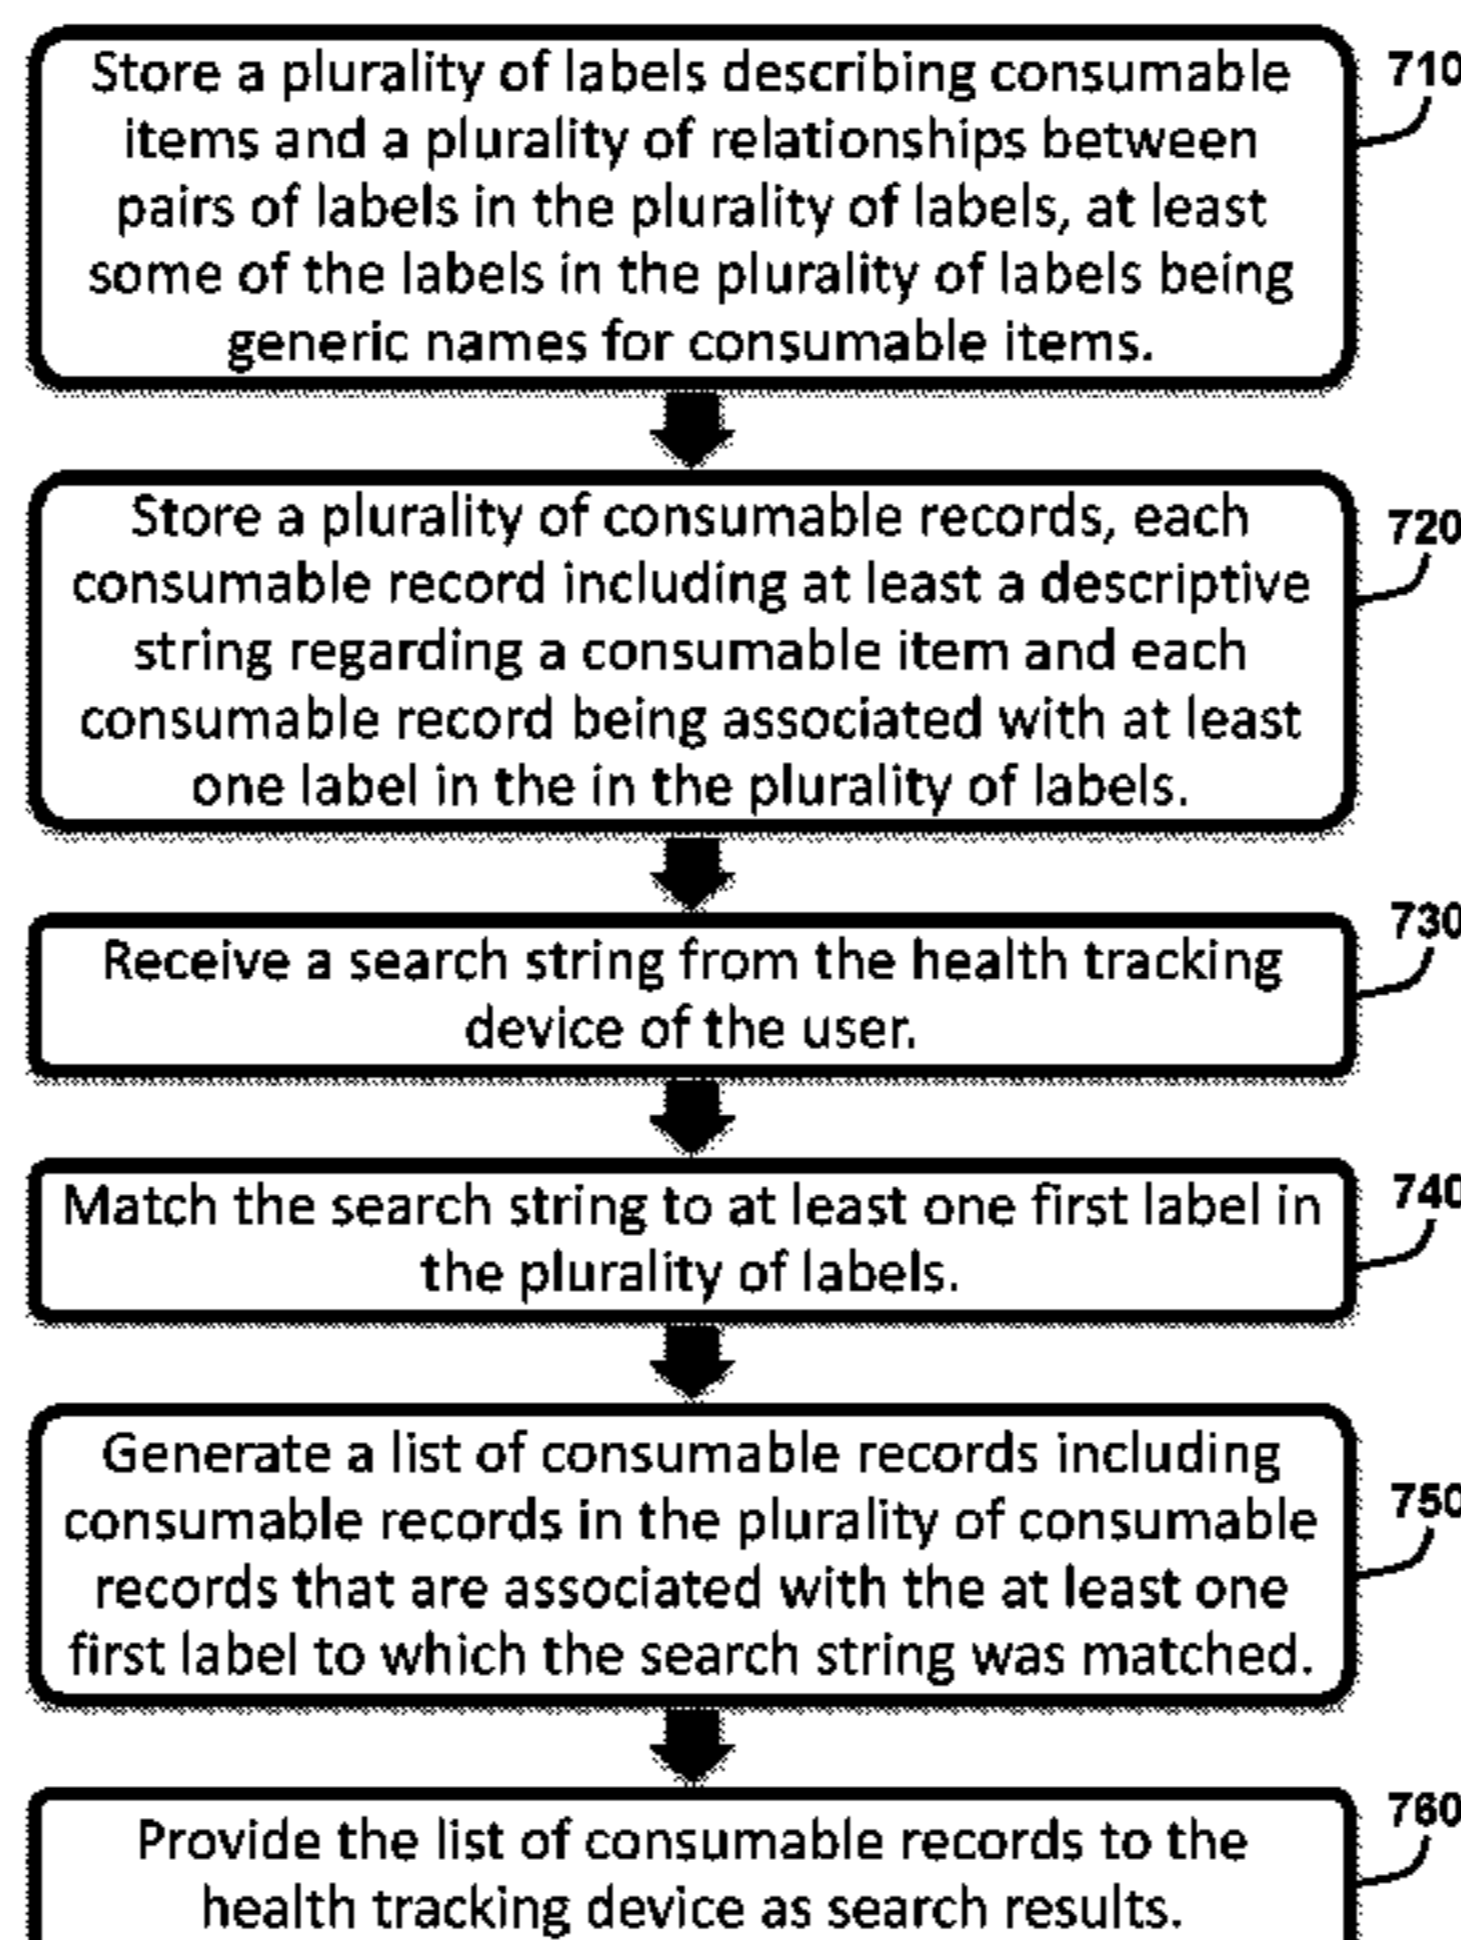 Store a plurality of labels describing consumable
items and a plurality of relationships between
pairs of labels in the plurality of labels, at least
some of the labels in the plurality of labels being
generic names for consumable items.
710
Store a plurality of consumable records, each
consumable record including at least a descriptive
string regarding a consumable item and each
consumable record being associated with at least
one label in the in the plurality of labels.
720
Receive a search string from the health tracking
device of the user.
730
Match the search string to at least one first label in
the plurality of labels.
740
Generate a list of consumable records including
consumable records in the plurality of consumable
records that are associated with the at least one
first label to which the search string was matched.
750
Provide the list of consumable records to the
health tracking device as search results.
760